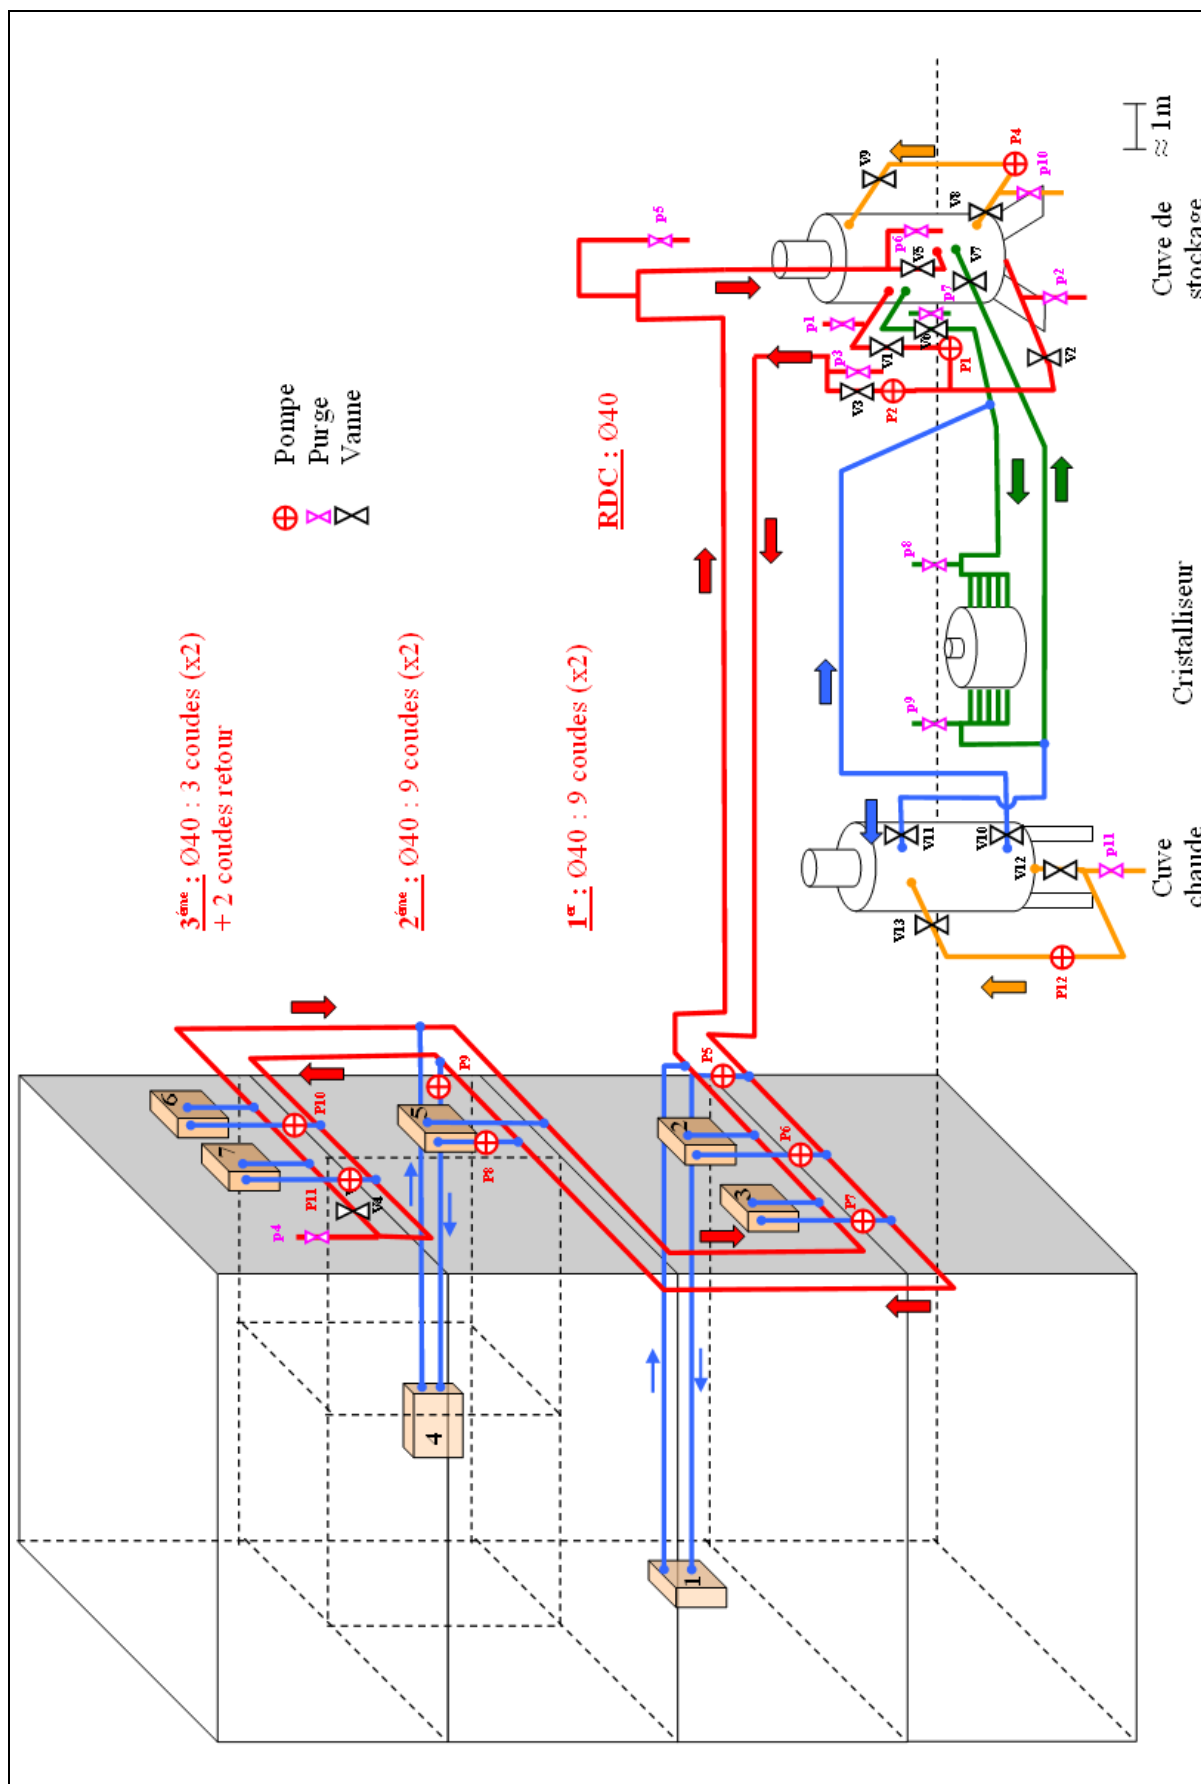 3ème : Ø40 : 3 coudes (x2)
+ 2 coudes retour
2ème : Ø40 : 9 coudes (x2)
1er : Ø40 : 9 coudes (x2)
RDC : Ø40
Pompe
Purge
Vanne
6
7
5
4
2
3
1
P10
P11
V4
p4
P9
P8
P5
P6
P7
p5
V9
P4
p10
V8
p6
V5
V7
p7
V6
p1
V1
p3
P1
V3
P2
p2
V2
p8
p9
V11
V10
V12
p11
V13
P12
Cuve chaude
Cristalliseur
Cuve de stockage
≈ 1m